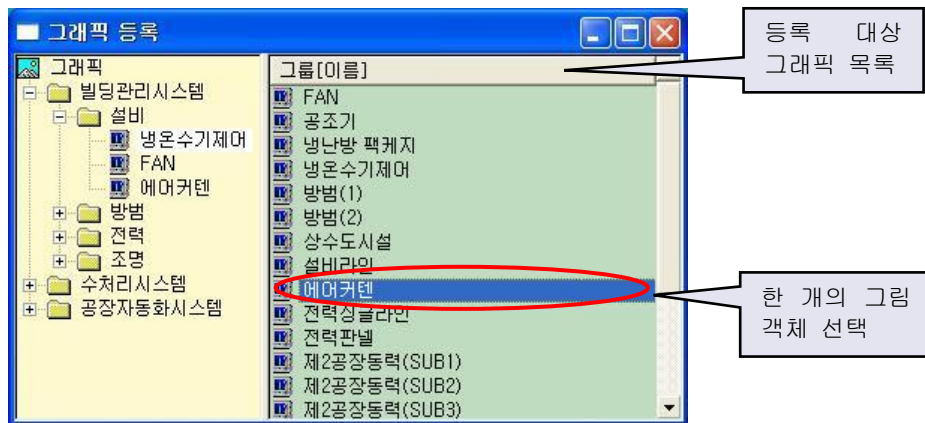 그래픽 등록
그래픽
빌딩관리시스템
설비
냉온수기제어
FAN
에어커텐
방범
전력
조명
수처리시스템
공장자동화시스템
그룹[이름]
FAN
공조기
냉난방 팩케지
냉온수기제어
방범(1)
방범(2)
상수도시설
설비라인
에어커텐
전력싱글라인
전력판넬
제2공장동력(SUB1)
제2공장동력(SUB2)
제2공장동력(SUB3)
등록 대상
그래픽 목록
한 개의 그림
객체 선택